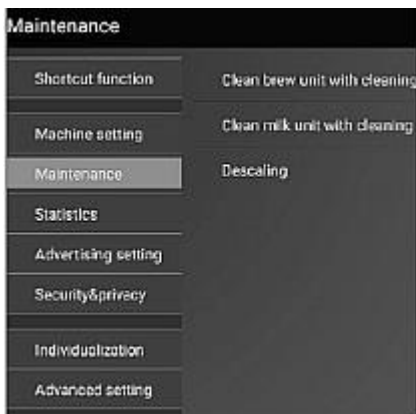 Maintenance
Shortcut function
Clean brew unit with cleaning
Machine setting
Clean milk unit with cleaning
Maintenance
Descaling
Statistics
Advertising setting
Security&privacy
Individualization
Advanced setting